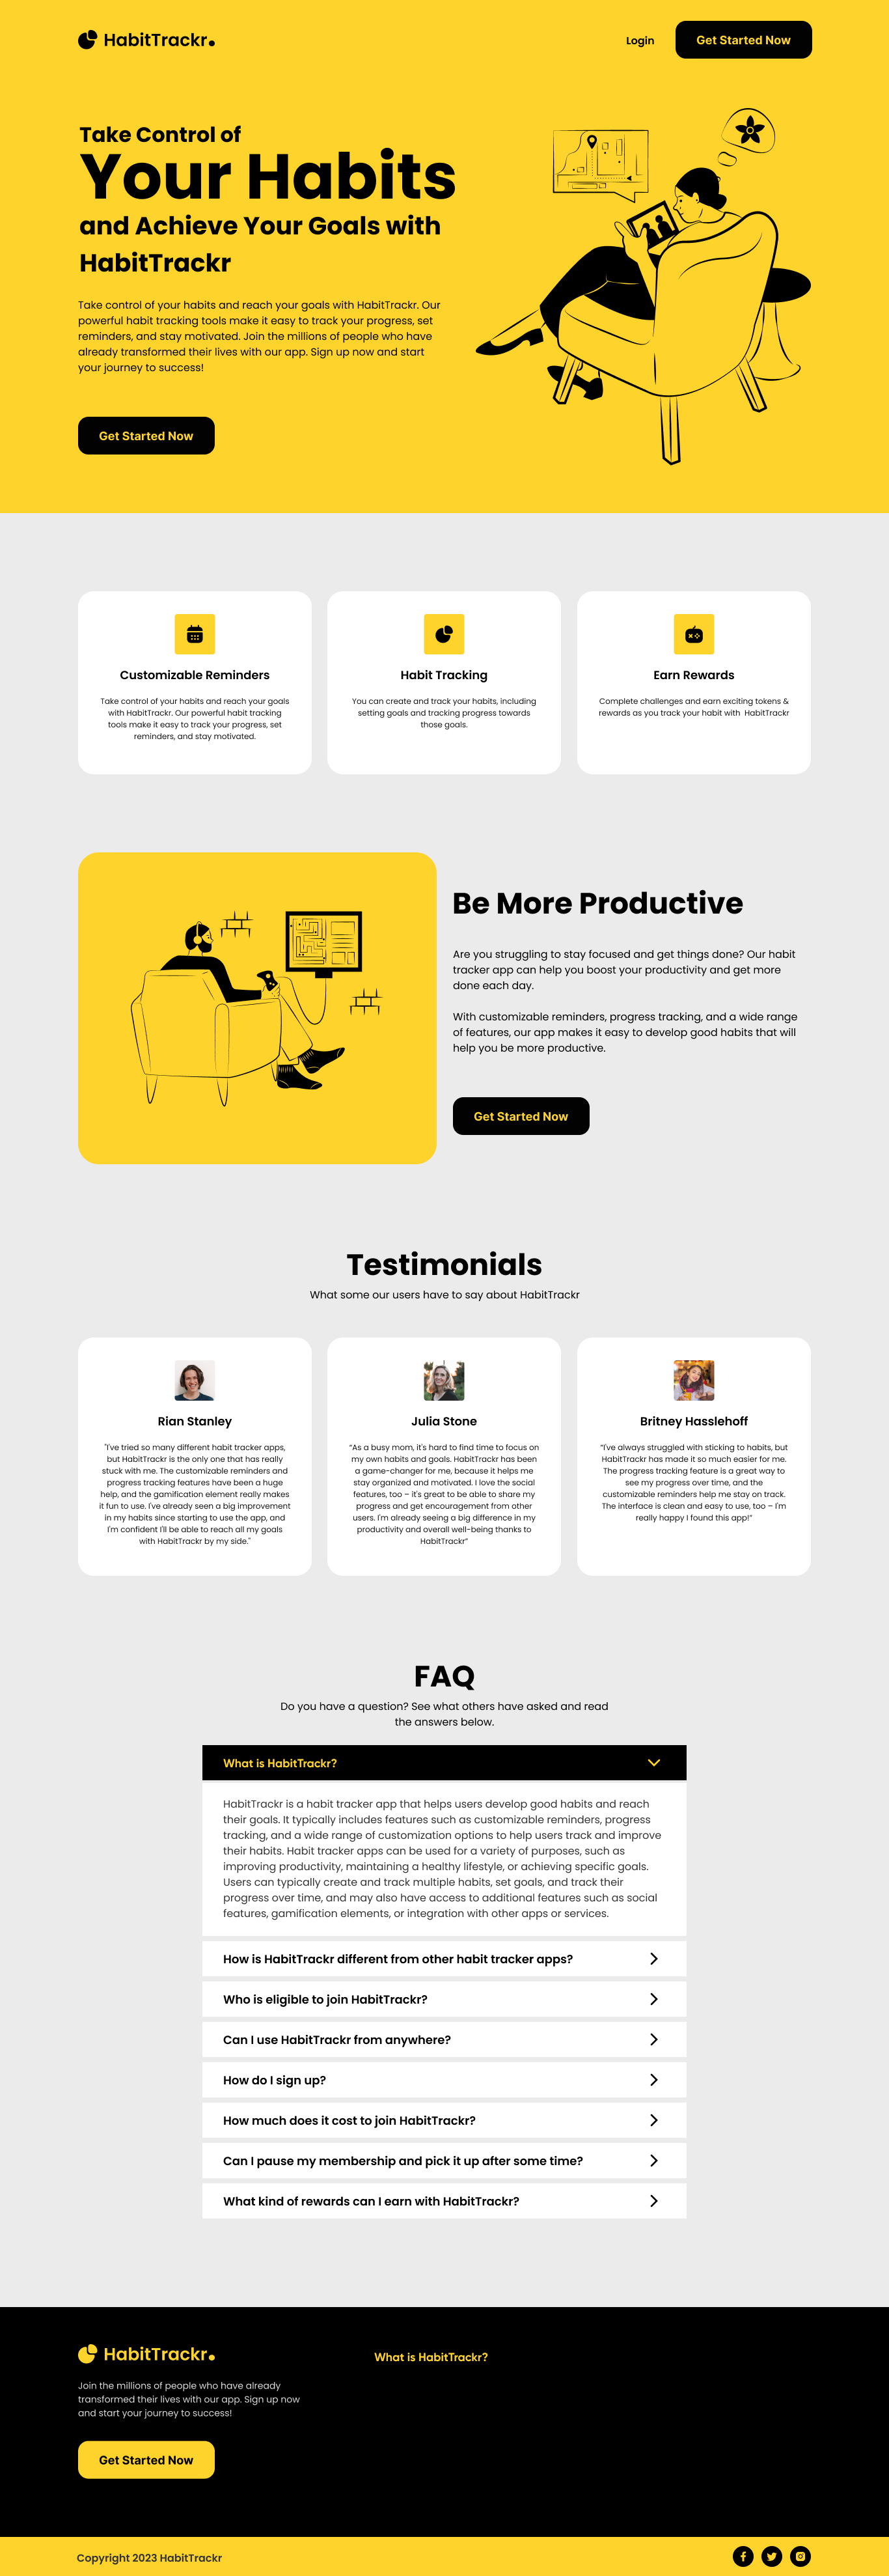 HabitTrackr.
Login
Get Started Now
Take Control of
Your Habits
and Achieve Your Goals with
HabitTrackr
Take control of your habits and reach your goals with HabitTrackr. Our
powerful habit tracking tools make it easy to track your progress, set
reminders, and stay motivated. Join the millions of people who have
already transformed their lives with our app. Sign up now and start
your journey to success!
Get Started Now
Customizable Reminders
Take control of your habits and reach your goals
with HabitTrackr. Our powerful habit tracking
tools make it easy to track your progress, set
reminders, and stay motivated.
Habit Tracking
You can create and track your habits, including
setting goals and tracking progress towards
those goals.
Earn Rewards
Complete challenges and earn exciting tokens &
rewards as you track your habit with  HabitTrackr
Be More Productive
Are you struggling to stay focused and get things done? Our habit
tracker app can help you boost your productivity and get more
done each day.
With customizable reminders, progress tracking, and a wide range
of features, our app makes it easy to develop good habits that will
help you be more productive.
Get Started Now
Testimonials
What some our users have to say about HabitTrackr
Rian Stanley
"I've tried so many different habit tracker apps,
but HabitTrackr is the only one that has really
stuck with me. The customizable reminders and
progress tracking features have been a huge
help, and the gamification element really makes
it fun to use. I've already seen a big improvement
in my habits since starting to use the app, and
I'm confident I'll be able to reach all my goals
with HabitTrackr by my side."
Julia Stone
“As a busy mom, it's hard to find time to focus on
my own habits and goals. HabitTrackr has been
a game-changer for me, because it helps me
stay organized and motivated. I love the social
features, too – it's great to be able to share my
progress and get encouragement from other
users. I'm already seeing a big difference in my
productivity and overall well-being thanks to
HabitTrackr”
Britney Hasslehoff
“I've always struggled with sticking to habits, but
HabitTrackr has made it so much easier for me.
The progress tracking feature is a great way to
see my progress over time, and the
customizable reminders help me stay on track.
The interface is clean and easy to use, too – I'm
really happy I found this app!”
FAQ
Do you have a question? See what others have asked and read
the answers below.
What is HabitTrackr?
HabitTrackr is a habit tracker app that helps users develop good habits and reach
their goals. It typically includes features such as customizable reminders, progress
tracking, and a wide range of customization options to help users track and improve
their habits. Habit tracker apps can be used for a variety of purposes, such as
improving productivity, maintaining a healthy lifestyle, or achieving specific goals.
Users can typically create and track multiple habits, set goals, and track their
progress over time, and may also have access to additional features such as social
features, gamification elements, or integration with other apps or services.
How is HabitTrackr different from other habit tracker apps?
Who is eligible to join HabitTrackr?
Can I use HabitTrackr from anywhere?
How do I sign up?
How much does it cost to join HabitTrackr?
Can I pause my membership and pick it up after some time?
What kind of rewards can I earn with HabitTrackr?
HabitTrackr.
Join the millions of people who have already
transformed their lives with our app. Sign up now
and start your journey to success!
Get Started Now
What is HabitTrackr?
Copyright 2023 HabitTrackr